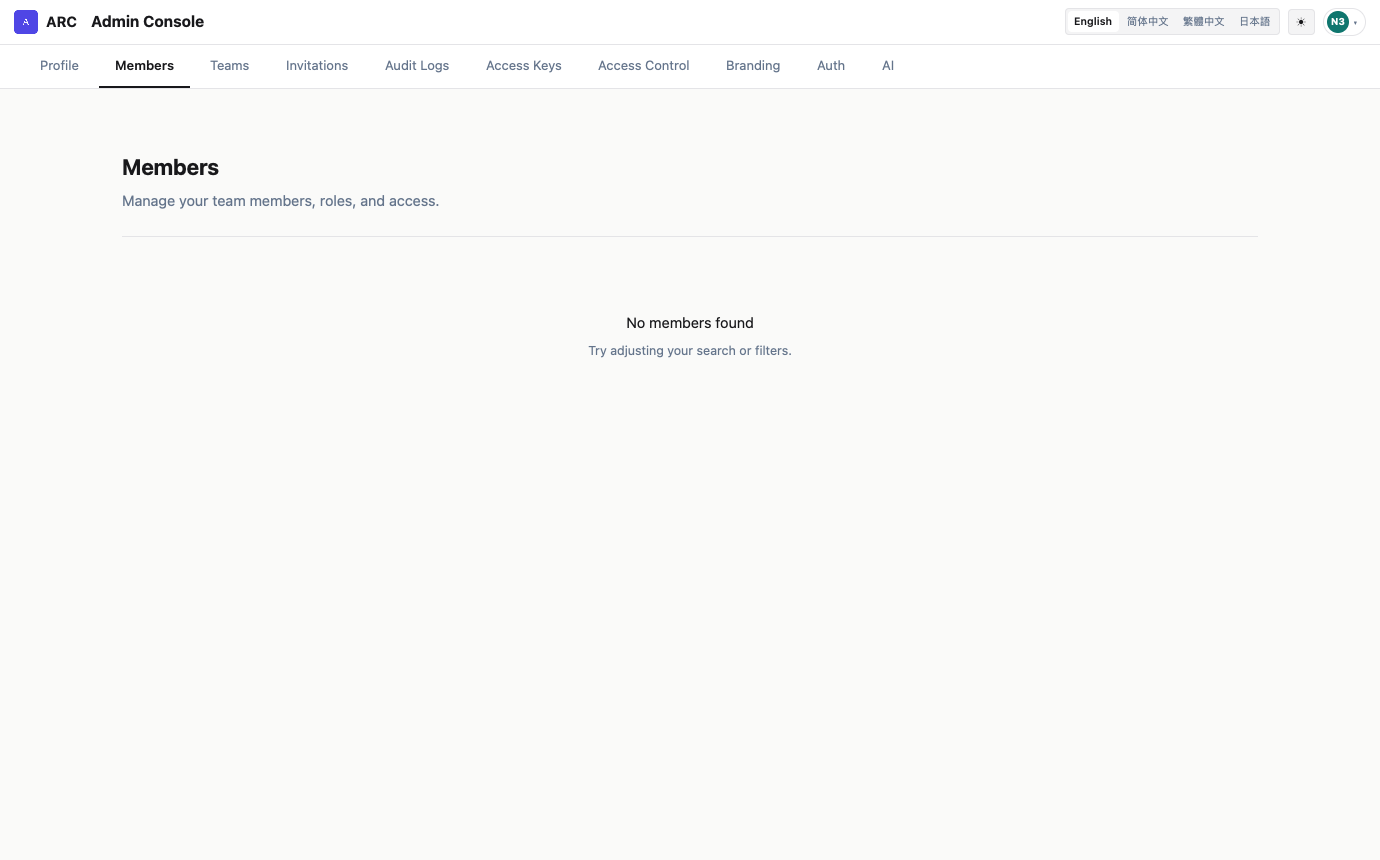 A ARC Admin Console English 简体中文 繁體中文 日本語 N3
Profile Members Teams Invitations Audit Logs Access Keys Access Control Branding Auth AI
Members
Manage your team members, roles, and access.
No members found
Try adjusting your search or filters.